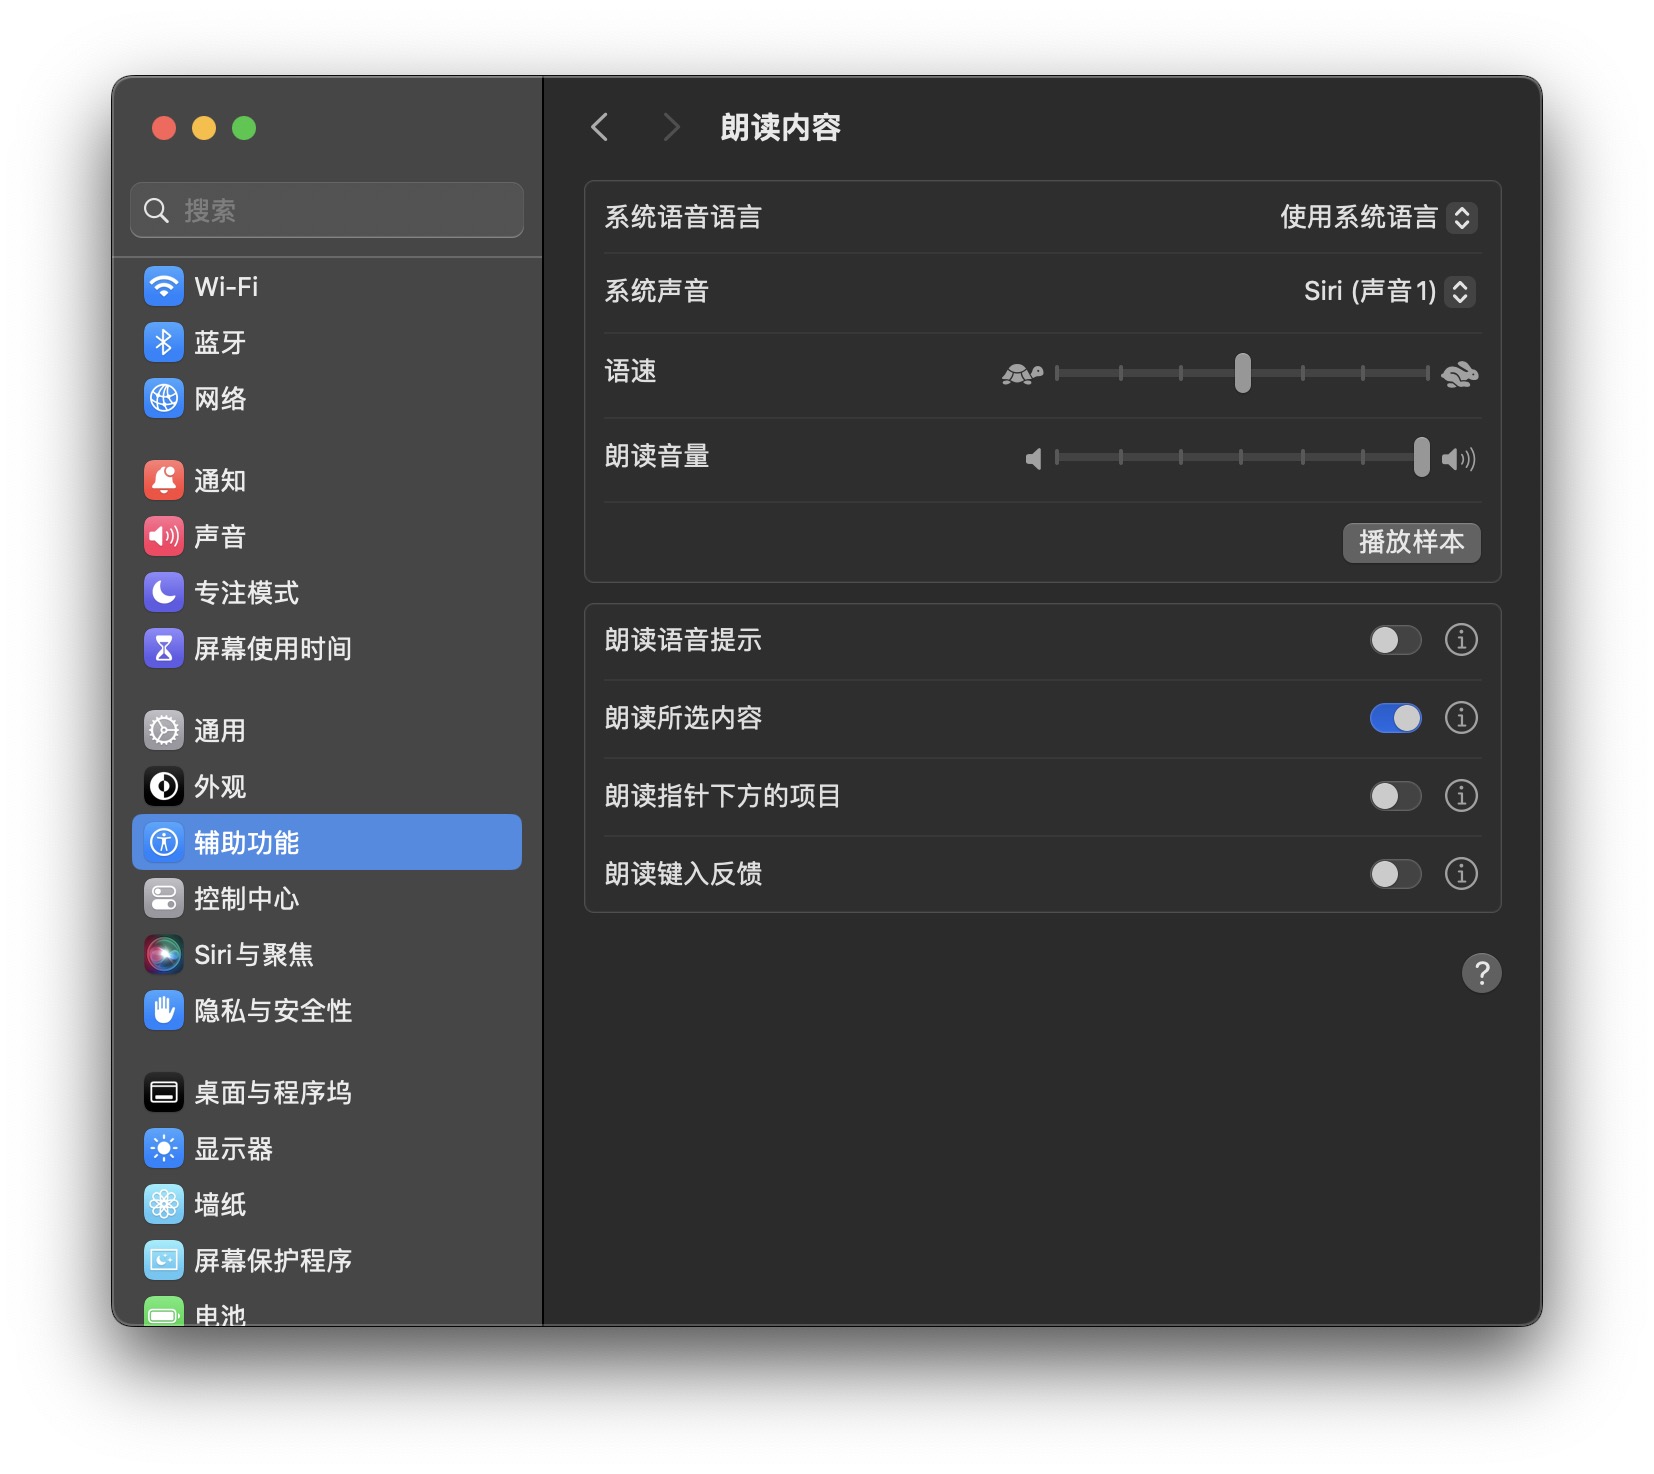 搜索
Wi-Fi
蓝牙
网络
通知
声音
专注模式
屏幕使用时间
通用
外观
辅助功能
控制中心
Siri与聚焦
隐私与安全性
桌面与程序坞
显示器
墙纸
屏幕保护程序
电池
朗读内容
系统语音语言 使用系统语言
系统声音 Siri (声音1)
语速
朗读音量
播放样本
朗读语音提示
朗读所选内容
朗读指针下方的项目
朗读键入反馈
?